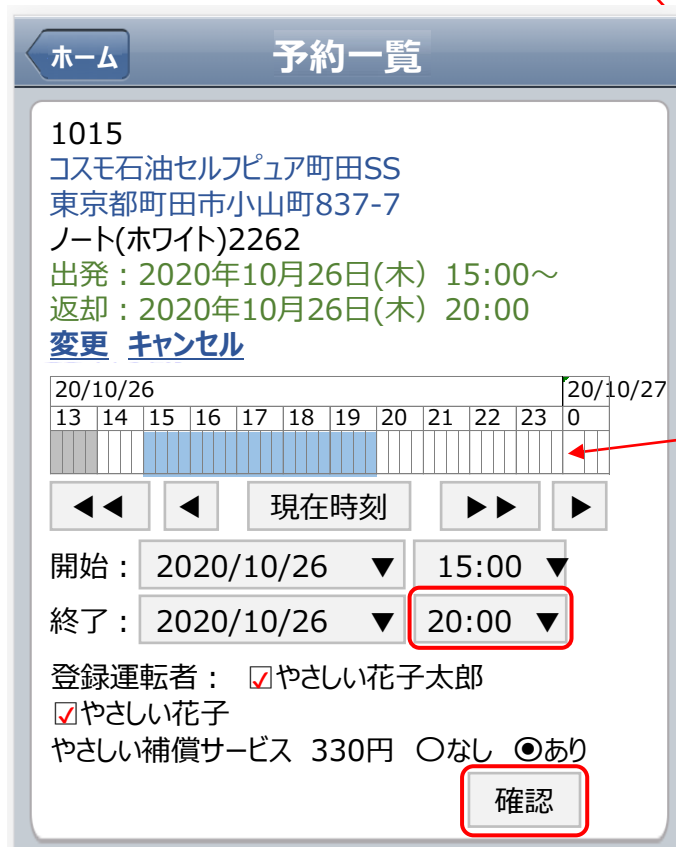 ホーム
予約一覧
1015
コスモ石油セルフピュア町田SS
東京都町田市小山町837-7
ノート(ホワイト)2262
出発：2020年10月26日(木）15:00～
返却：2020年10月26日(木）20:00
変更 キャンセル
20/10/26 20/10/27
13 14 15 16 17 18 19 20 21 22 23 0
◀◀ ◀ 現在時刻 ▶▶ ▶
開始： 2020/10/26 ▼ 15:00 ▼
終了： 2020/10/26 ▼ 20:00 ▼
登録運転者： ☑やさしい花子太郎
☑やさしい花子
やさしい補償サービス 330円 〇なし ◉あり
確認